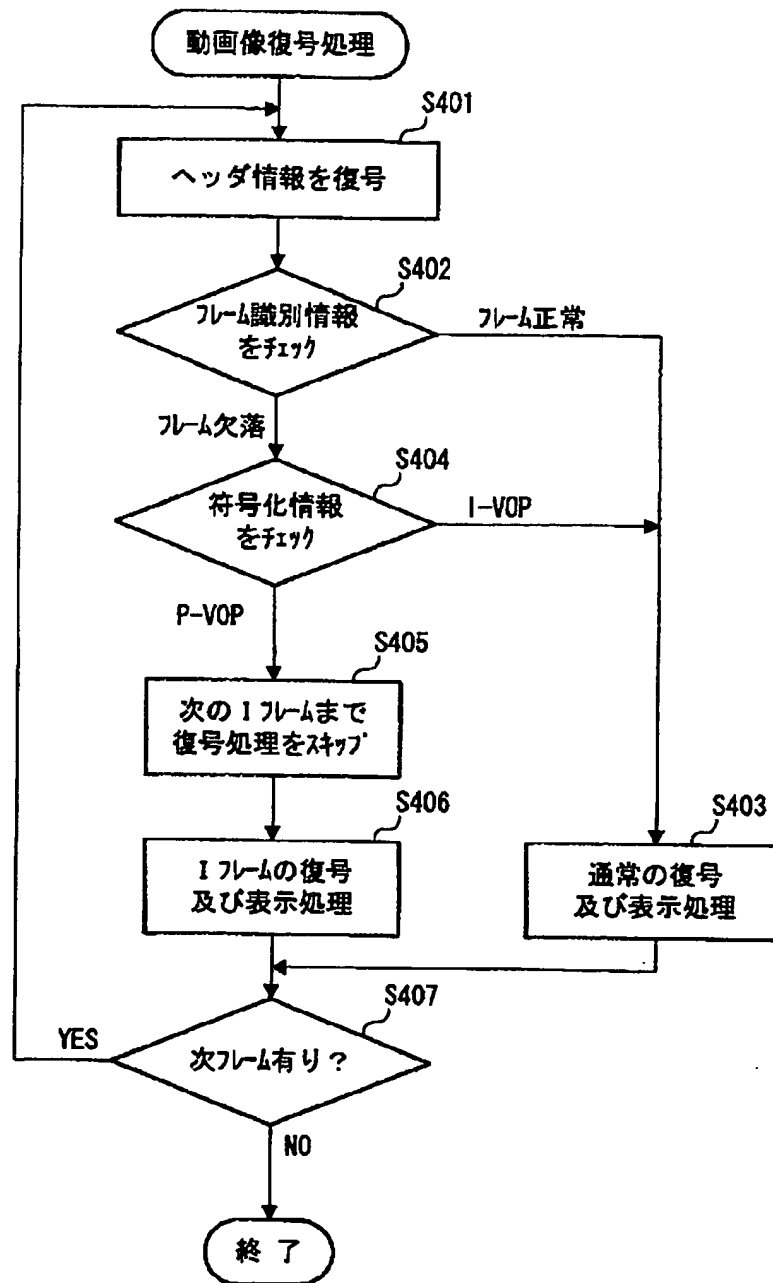 動画像復号処理
S401
ヘッダ情報を復号
S402
フレーム識別情報
をチェック
フレーム正常
フレーム欠落
S404
符号化情報
をチェック
I-VOP
P-VOP
S405
次のIフレームまで
復号処理をスキップ
S406
Iフレームの復号
及び表示処理
S403
通常の復号
及び表示処理
S407
YES
次フレーム有り?
NO
終了